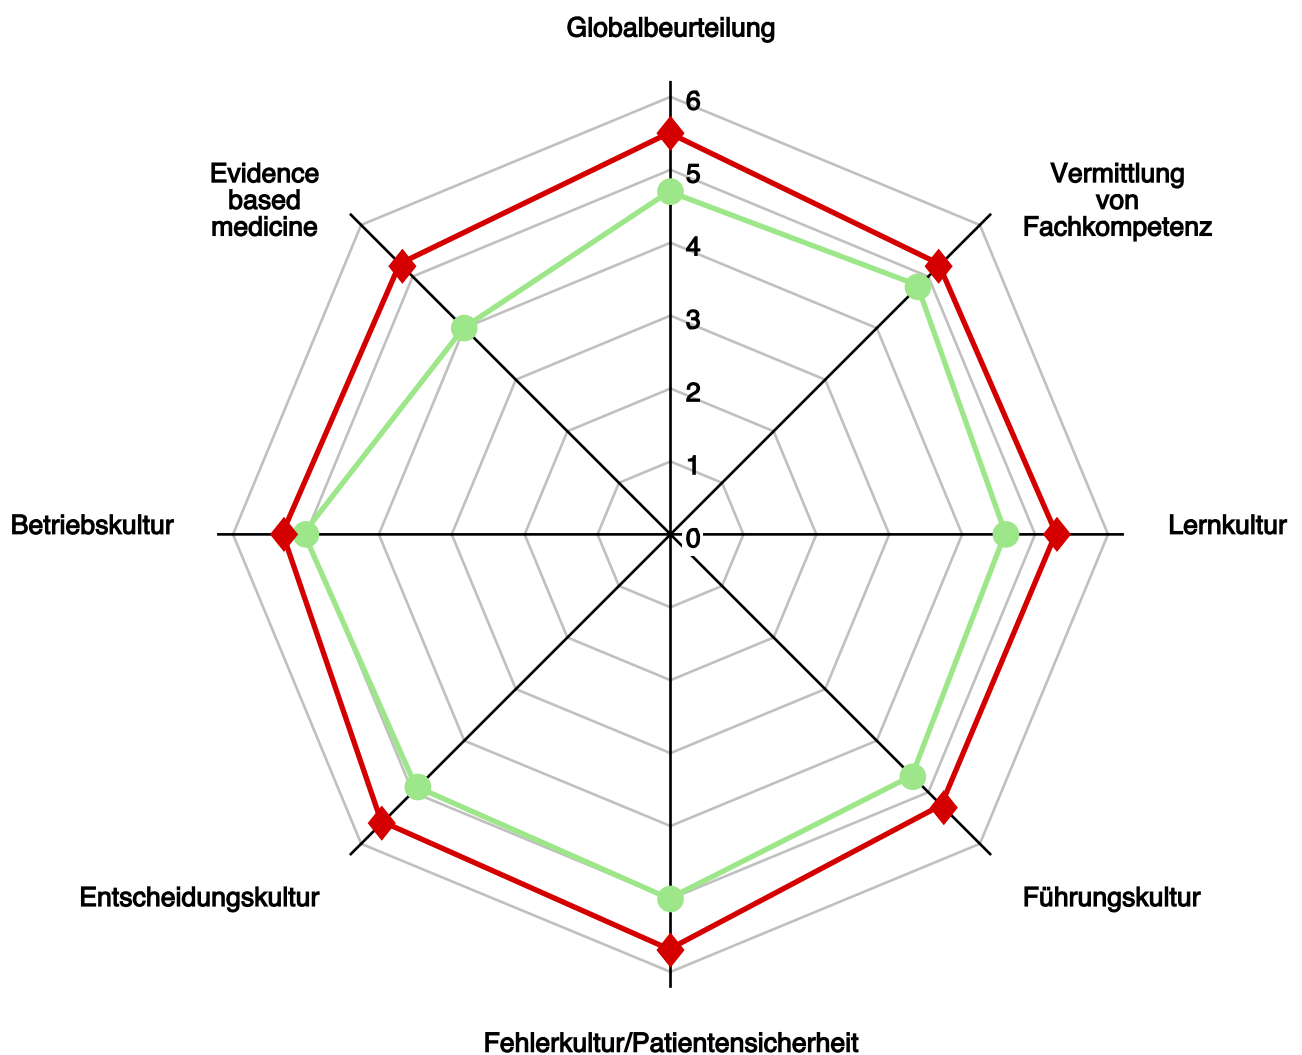 Globalbeurteilung
6
Evidence
based
medicine
5
Vermittlung
von
Fachkompetenz
4
3
2
1
Betriebskultur
0
Lernkultur
Entscheidungskultur
Führungskultur
Fehlerkultur/Patientensicherheit